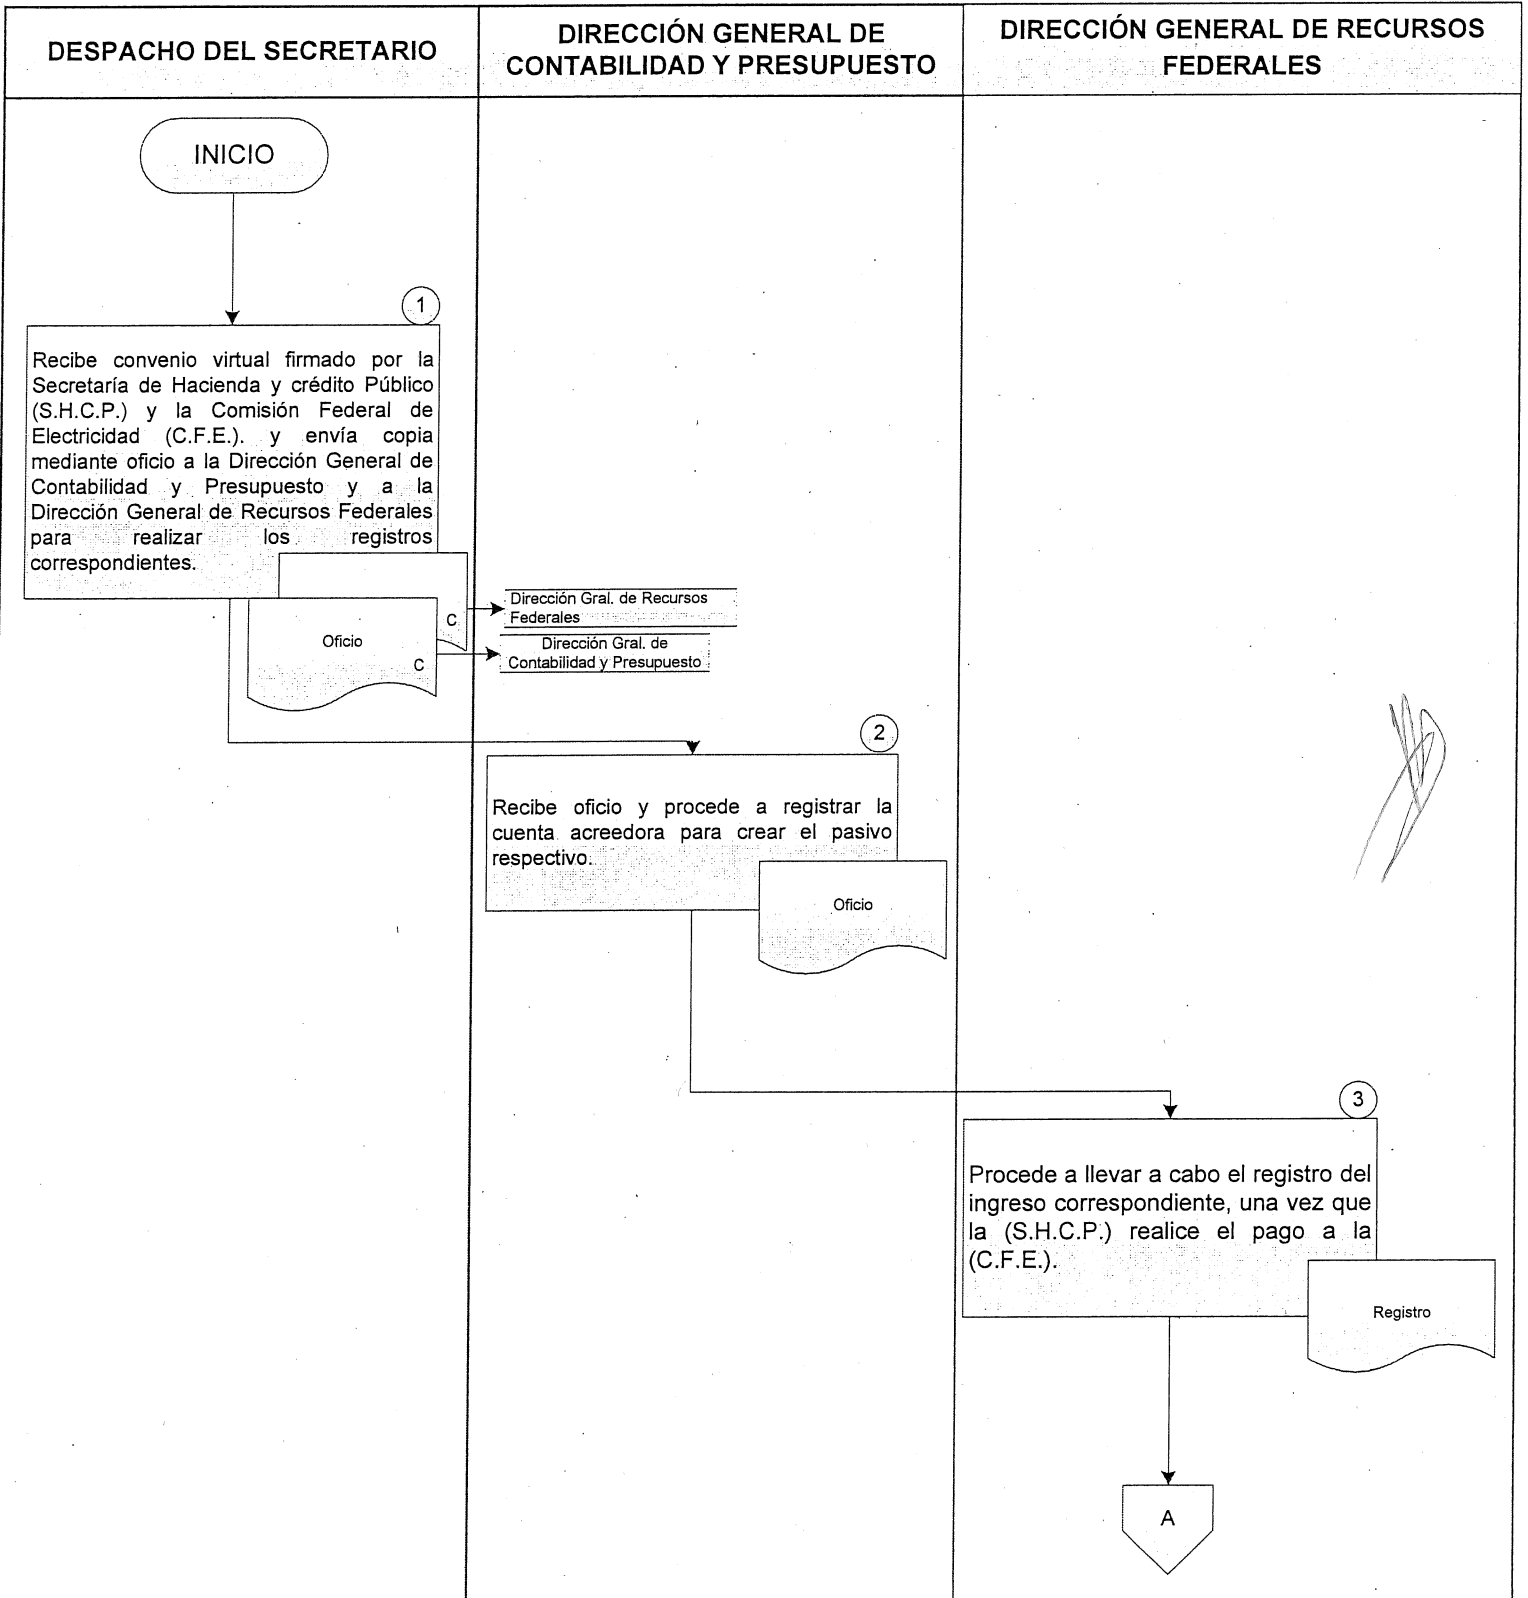 DESPACHO DEL SECRETARIO
DIRECCIÓN GENERAL DE
CONTABILIDAD Y PRESUPUESTO
DIRECCIÓN GENERAL DE RECURSOS
FEDERALES
INICIO
1
Recibe convenio virtual firmado por la
Secretaría de Hacienda y crédito Público
(S.H.C.P.) y la Comisión Federal de
Electricidad (C.F.E.). y envía copia
mediante oficio a la Dirección General de
Contabilidad y Presupuesto y a la
Dirección General de Recursos Federales
para realizar los registros
correspondientes.
C
Dirección Gral. de Recursos
Federales
Oficio
C
Dirección Gral. de
Contabilidad y Presupuesto
2
Recibe oficio y procede a registrar la
cuenta acreedora para crear el pasivo
respectivo.
Oficio
3
Procede a llevar a cabo el registro del
ingreso correspondiente, una vez que
la (S.H.C.P.) realice el pago a la
(C.F.E.).
Registro
A